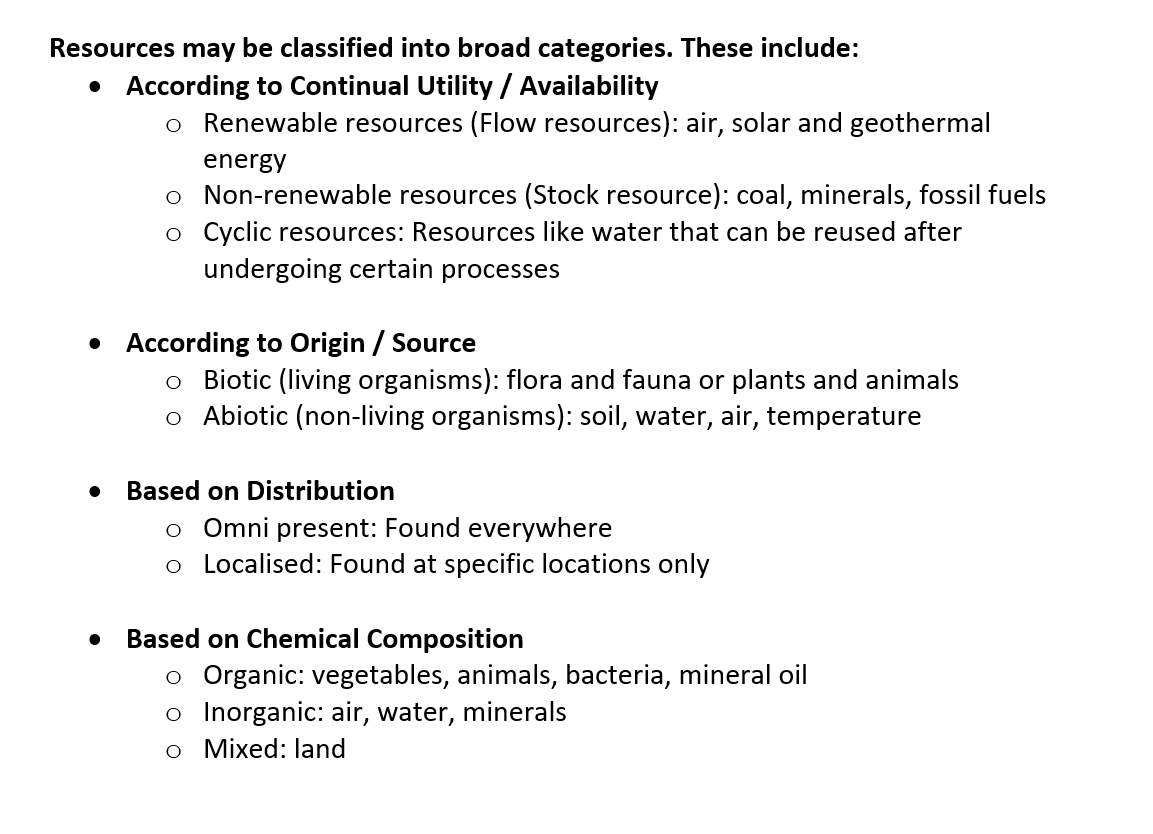 Resources may be classified into broad categories. These include:
• According to Continual Utility / Availability
o Renewable resources (Flow resources): air, solar and geothermal
energy
o Non-renewable resources (Stock resource): coal, minerals, fossil fuels
o Cyclic resources: Resources like water that can be reused after
undergoing certain processes
• According to Origin / Source
o Biotic (living organisms): flora and fauna or plants and animals
o Abiotic (non-living organisms): soil, water, air, temperature
• Based on Distribution
o Omni present: Found everywhere
o Localised: Found at specific locations only
• Based on Chemical Composition
o Organic: vegetables, animals, bacteria, mineral oil
o Inorganic: air, water, minerals
o Mixed: land